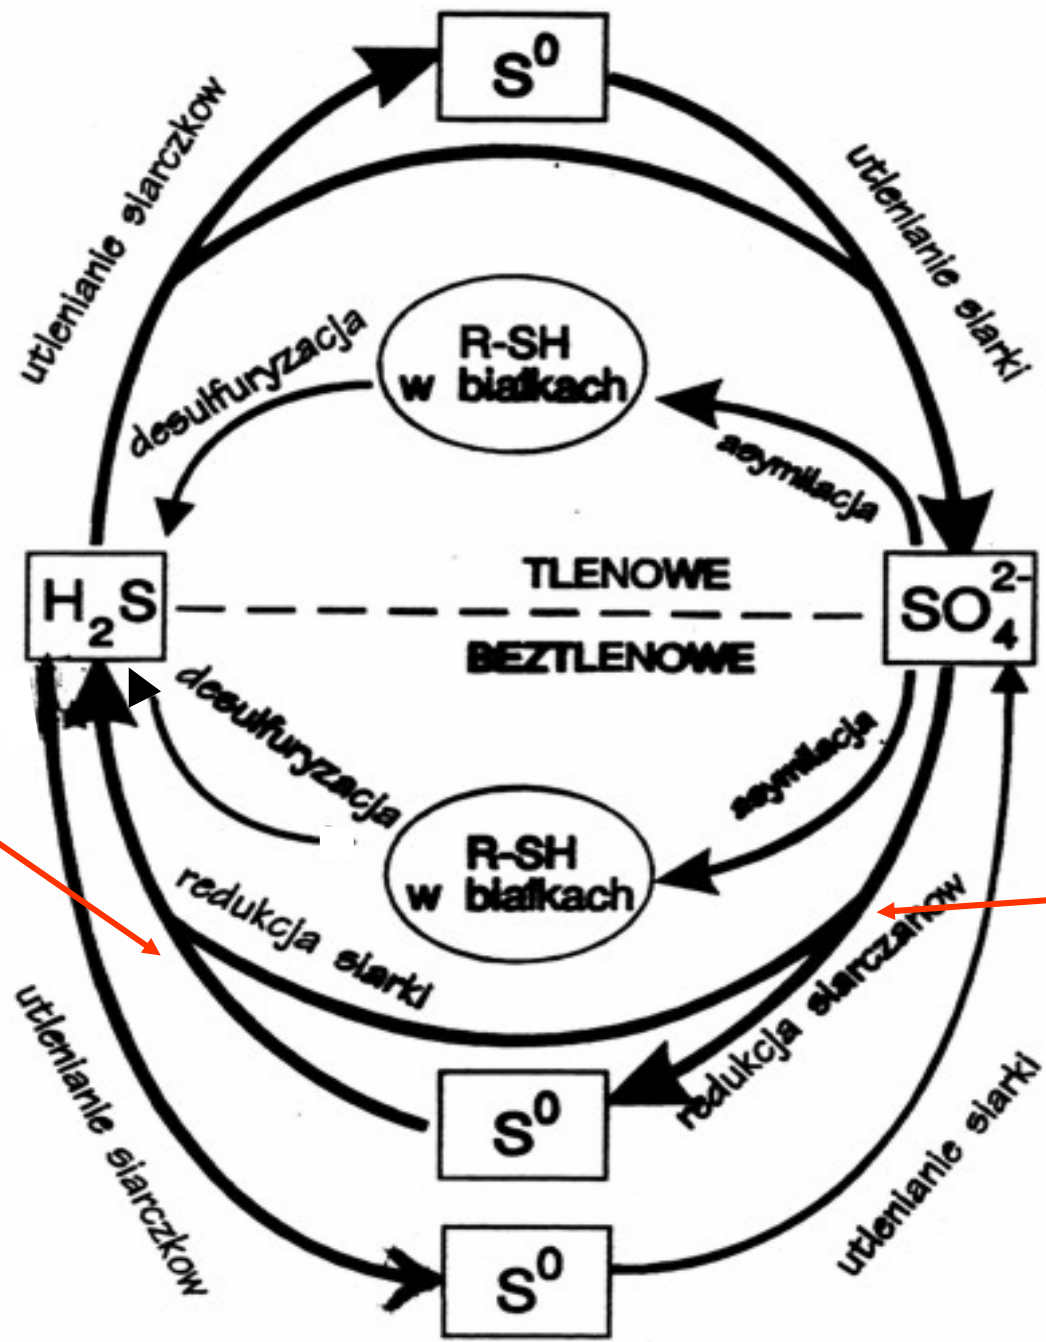 S⁰
utlenianie siarczkow
utlenianie siarki
R-SH
w białkach
desulfuryzacja
asymilacja
TLENOWE
H₂S
SO₄²⁻
BEZTLENOWE
desulfuryzacja
asymilacja
R-SH
w białkach
redukcja siarki
redukcja siarczanow
S⁰
utlenianie siarczkow
utlenianie siarki
S⁰